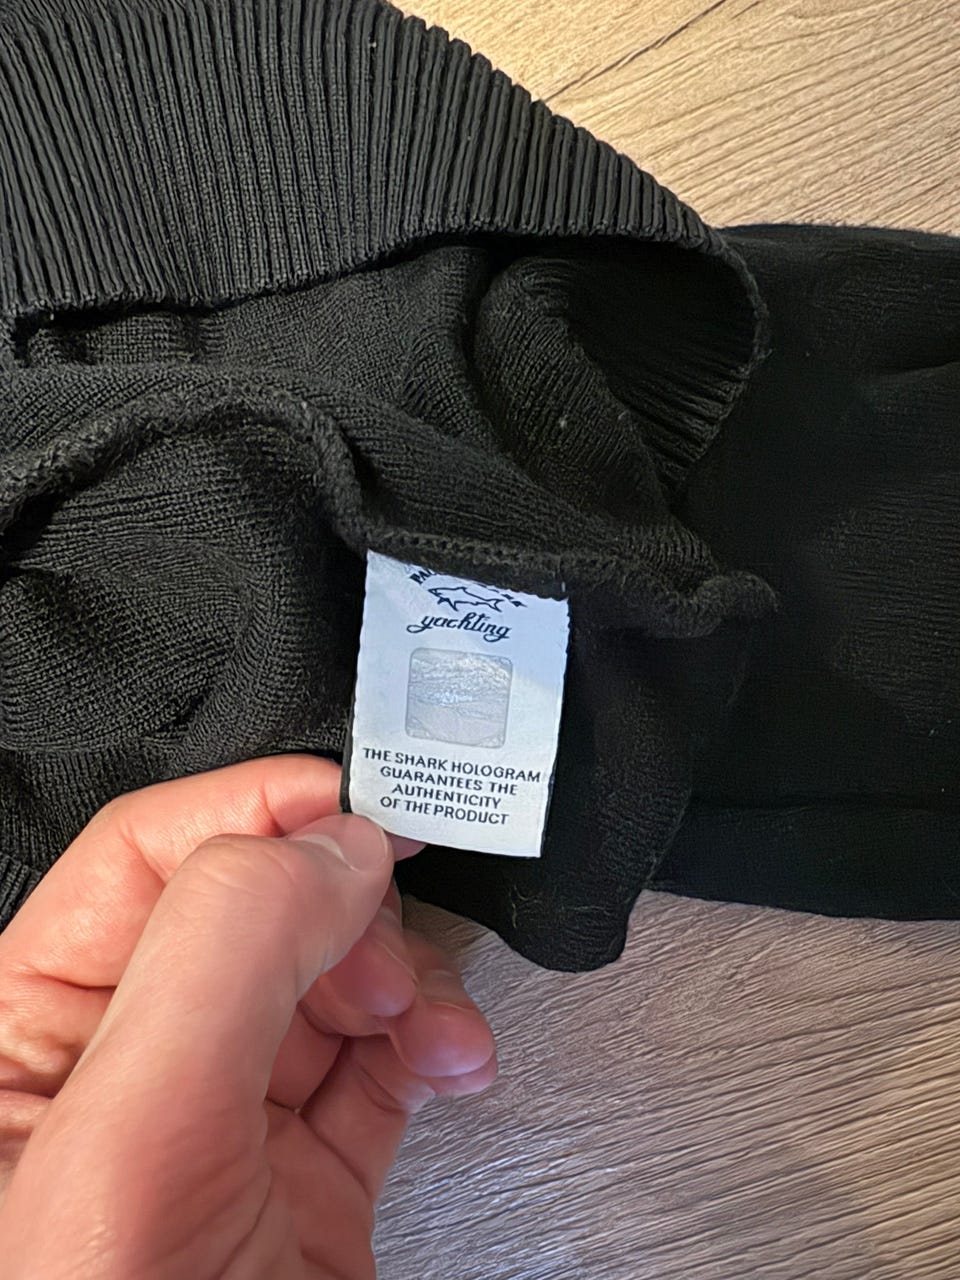 yachting
THE SHARK HOLOGRAM
GUARANTEES THE
AUTHENTICITY
OF THE PRODUCT